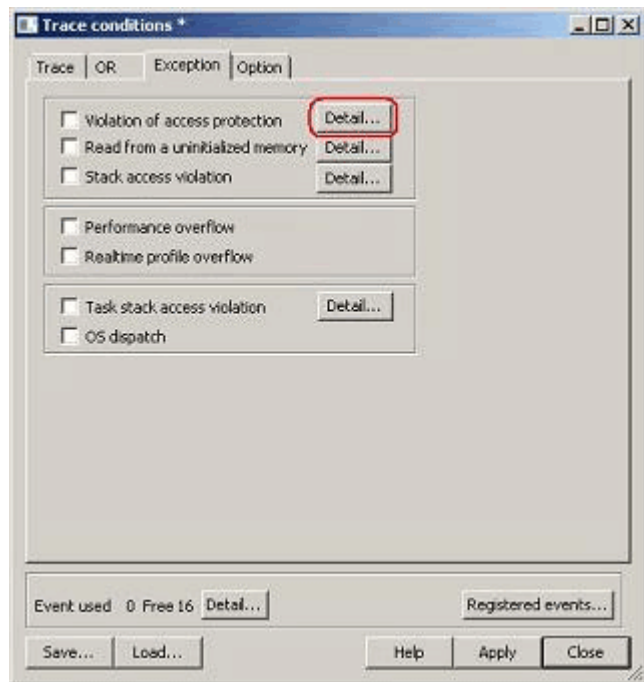 Trace conditions *
Trace OR Exception Option
Violation of access protection Detail...
Read from a uninitialized memory Detail...
Stack access violation Detail...
Performance overflow
Realtime profile overflow
Task stack access violation Detail...
OS dispatch
Event used 0 Free 16 Detail... Registered events...
Save... Load... Help Apply Close